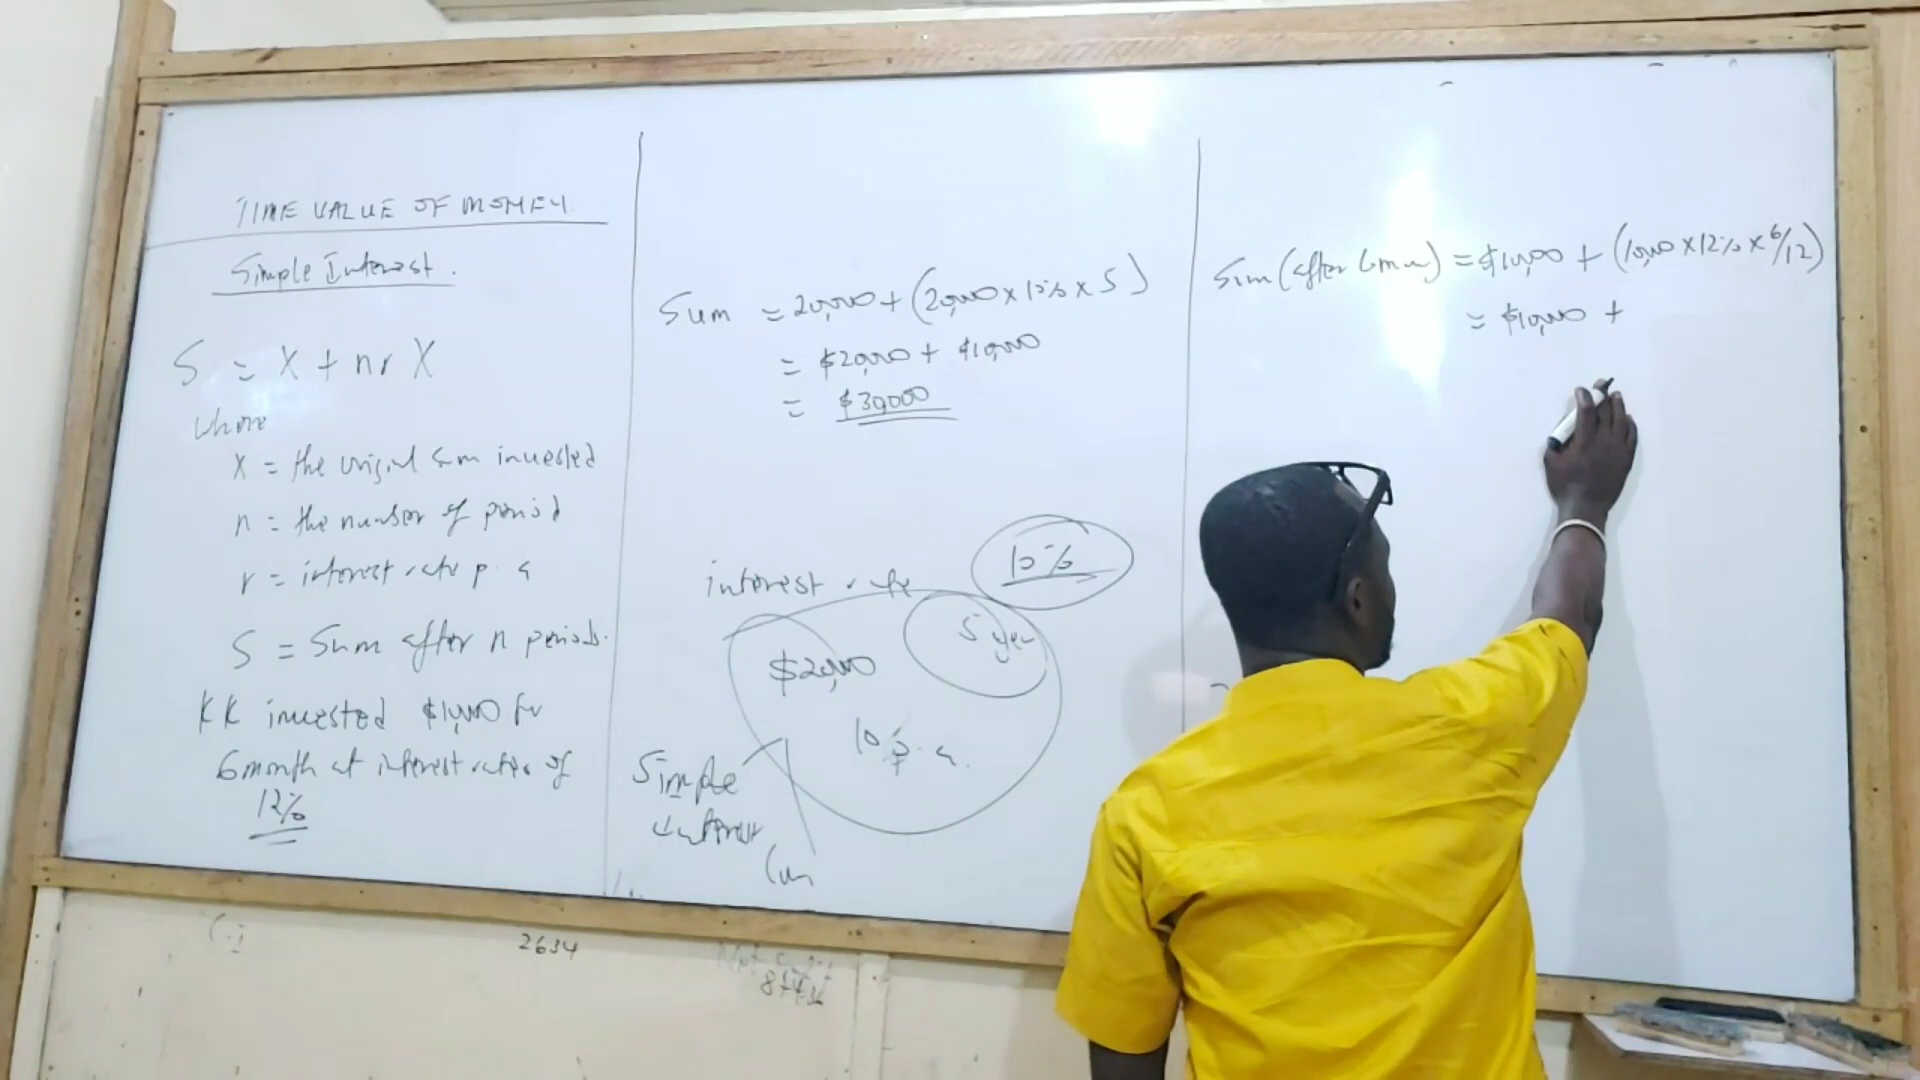 TIME VALUE OF MONEY
Simple Interest.
S = X + nr X
where
X = the original sum invested
n = the number of period
r = interest rate p.a
S = Sum after n periods.
KK invested $10,000 for
6month at interest rates of
12%
Sum = 20,000 + (20,000 x 10% x 5)
= $20,000 + $10,000
= $30,000
interest rate 10%
5 year
$20,000
10% p.a.
Simple
Interest
Sum (after 6mon) = $10,000 + (10,000 x 12% x 6/12)
= $10,000 +
2634